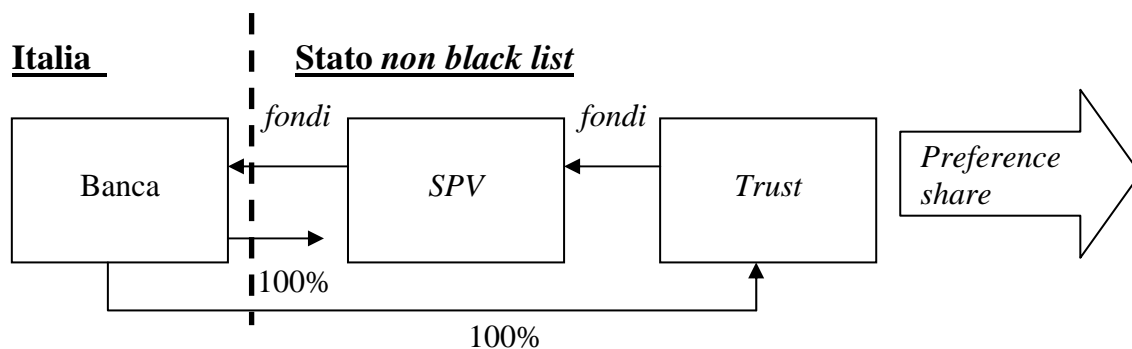 Italia
Stato non black list
fondi
fondi
Banca
SPV
Trust
Preference
share
100%
100%